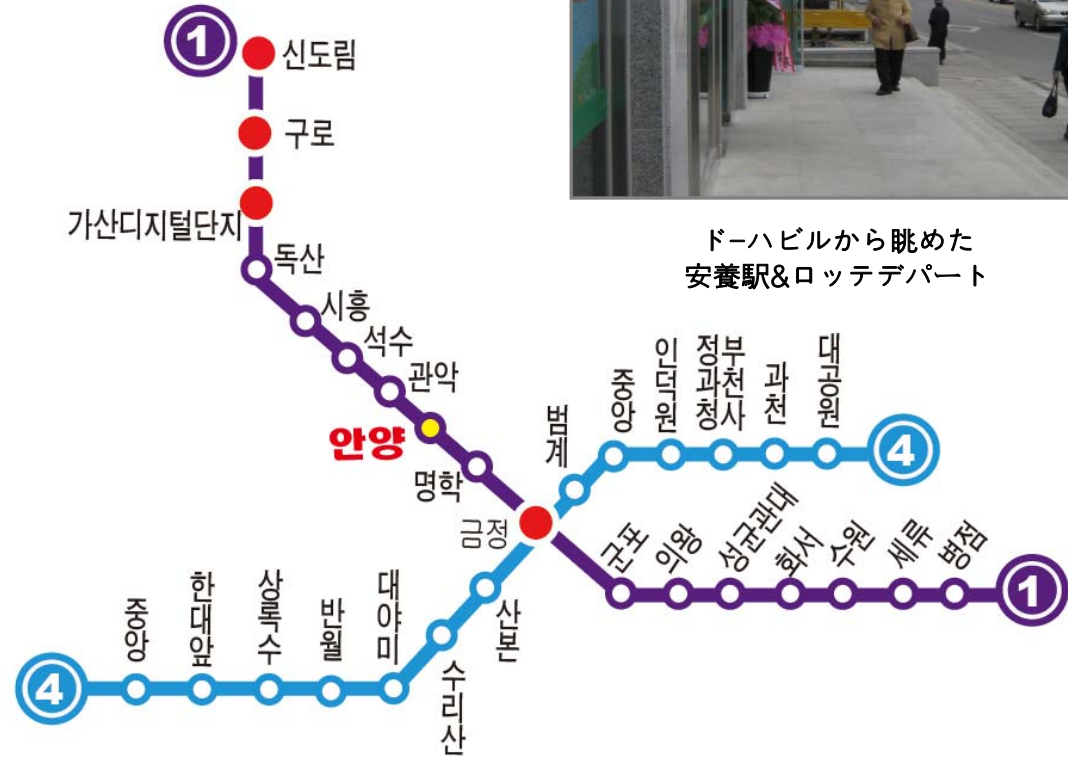 1
신도림
구로
가산디지털단지
독산
시흥
석수
관악
안양
명학
금정
ド-ハビルから眺めた
安養駅&ロッテデパート
범계
중앙
인덕원
정부과천청사
과천
대공원
4
군포
의왕
성균관대
화서
수원
세류
병점
1
산본
수리산
대야미
반월
상록수
한대앞
중앙
4